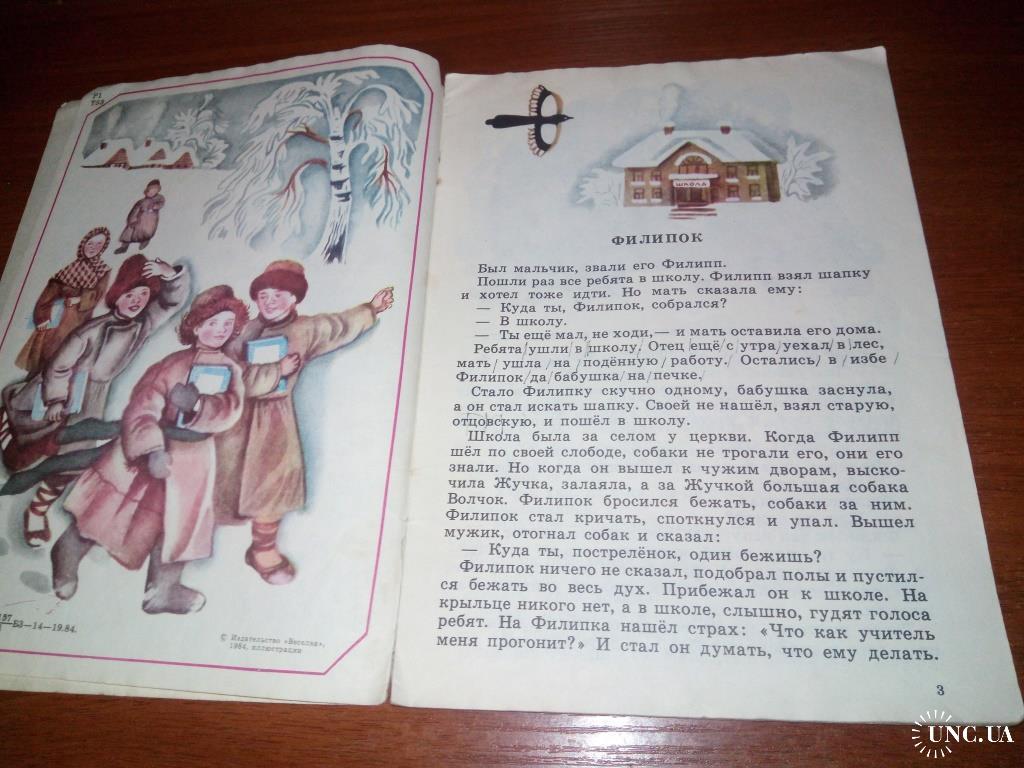 Р1
Т53
197
БЗ—14—19.84.
© Издательство «Веселка»,
1984, иллюстрации
ШКОЛА
ФИЛИПОК
Был мальчик, звали его Филипп.
Пошли раз все ребята в школу. Филипп взял шапку
и хотел тоже идти. Но мать сказала ему:
— Куда ты, Филипок, собрался?
— В школу.
— Ты ещё мал, не ходи,— и мать оставила его дома.
Ребята ушли в школу. Отец ещё с утра уехал в лес,
мать ушла на подённую работу. Остались в избе
Филипок да бабушка на печке.
Стало Филипку скучно одному, бабушка заснула,
а он стал искать шапку. Своей не нашёл, взял старую,
отцовскую, и пошёл в школу.
Школа была за селом у церкви. Когда Филипп
шёл по своей слободе, собаки не трогали его, они его
знали. Но когда он вышел к чужим дворам, выско-
чила Жучка, залаяла, а за Жучкой большая собака
Волчок. Филипок бросился бежать, собаки за ним.
Филипок стал кричать, споткнулся и упал. Вышел
мужик, отогнал собак и сказал:
— Куда ты, пострелёнок, один бежишь?
Филипок ничего не сказал, подобрал полы и пустил-
ся бежать во весь дух. Прибежал он к школе. На
крыльце никого нет, а в школе, слышно, гудят голоса
ребят. На Филипка нашёл страх: «Что как учитель
меня прогонит?» И стал он думать, что ему делать.
3
UNC.UA